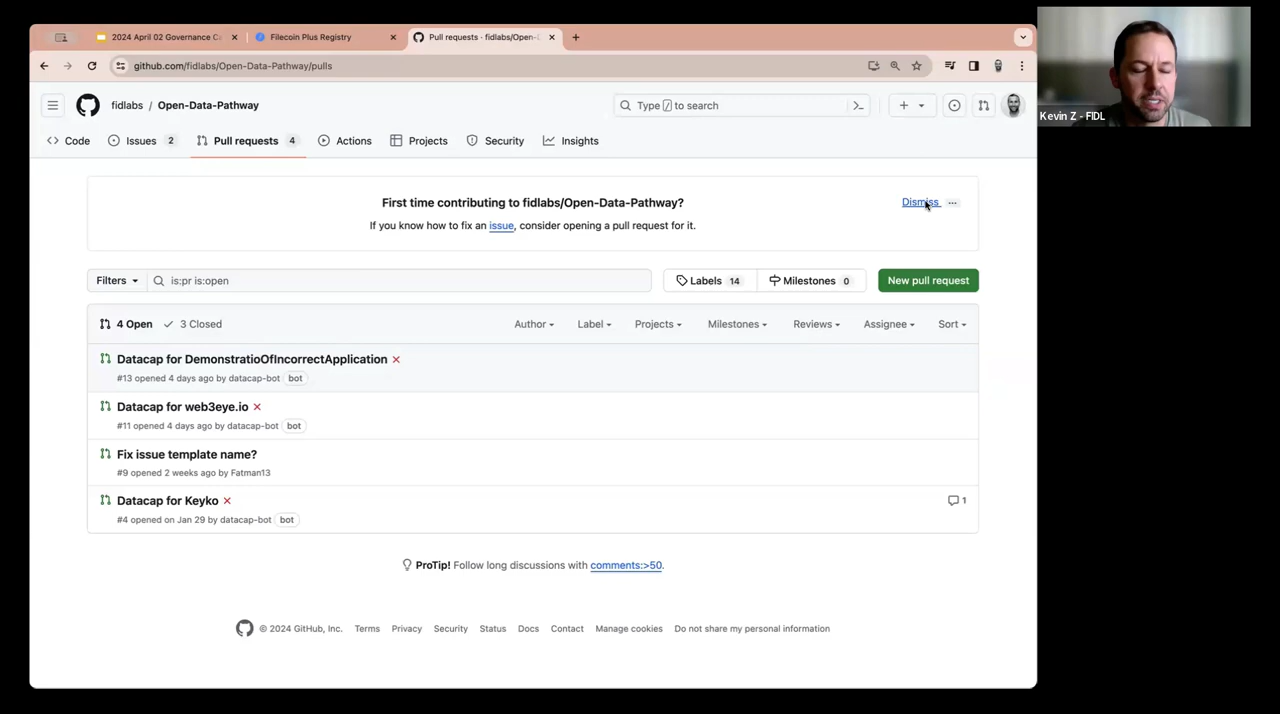 2024 April 02 Governance C
Filecoin Plus Registry
Pull requests · fidlabs/Open-D
github.com/fidlabs/Open-Data-Pathway/pulls
fidlabs / Open-Data-Pathway
Type / to search
Code
Issues 2
Pull requests 4
Actions
Projects
Security
Insights
First time contributing to fidlabs/Open-Data-Pathway?
Dismiss
If you know how to fix an issue, consider opening a pull request for it.
Filters
is:pr is:open
Labels 14
Milestones 0
New pull request
4 Open
3 Closed
Author
Label
Projects
Milestones
Reviews
Assignee
Sort
Datacap for DemonstratioOfIncorrectApplication
#13 opened 4 days ago by datacap-bot bot
Datacap for web3eye.io
#11 opened 4 days ago by datacap-bot bot
Fix issue template name?
#9 opened 2 weeks ago by Fatman13
Datacap for Keyko
1
#4 opened on Jan 29 by datacap-bot bot
ProTip! Follow long discussions with comments:>50.
© 2024 GitHub, Inc.
Terms
Privacy
Security
Status
Docs
Contact
Manage cookies
Do not share my personal information
Kevin Z - FIDL